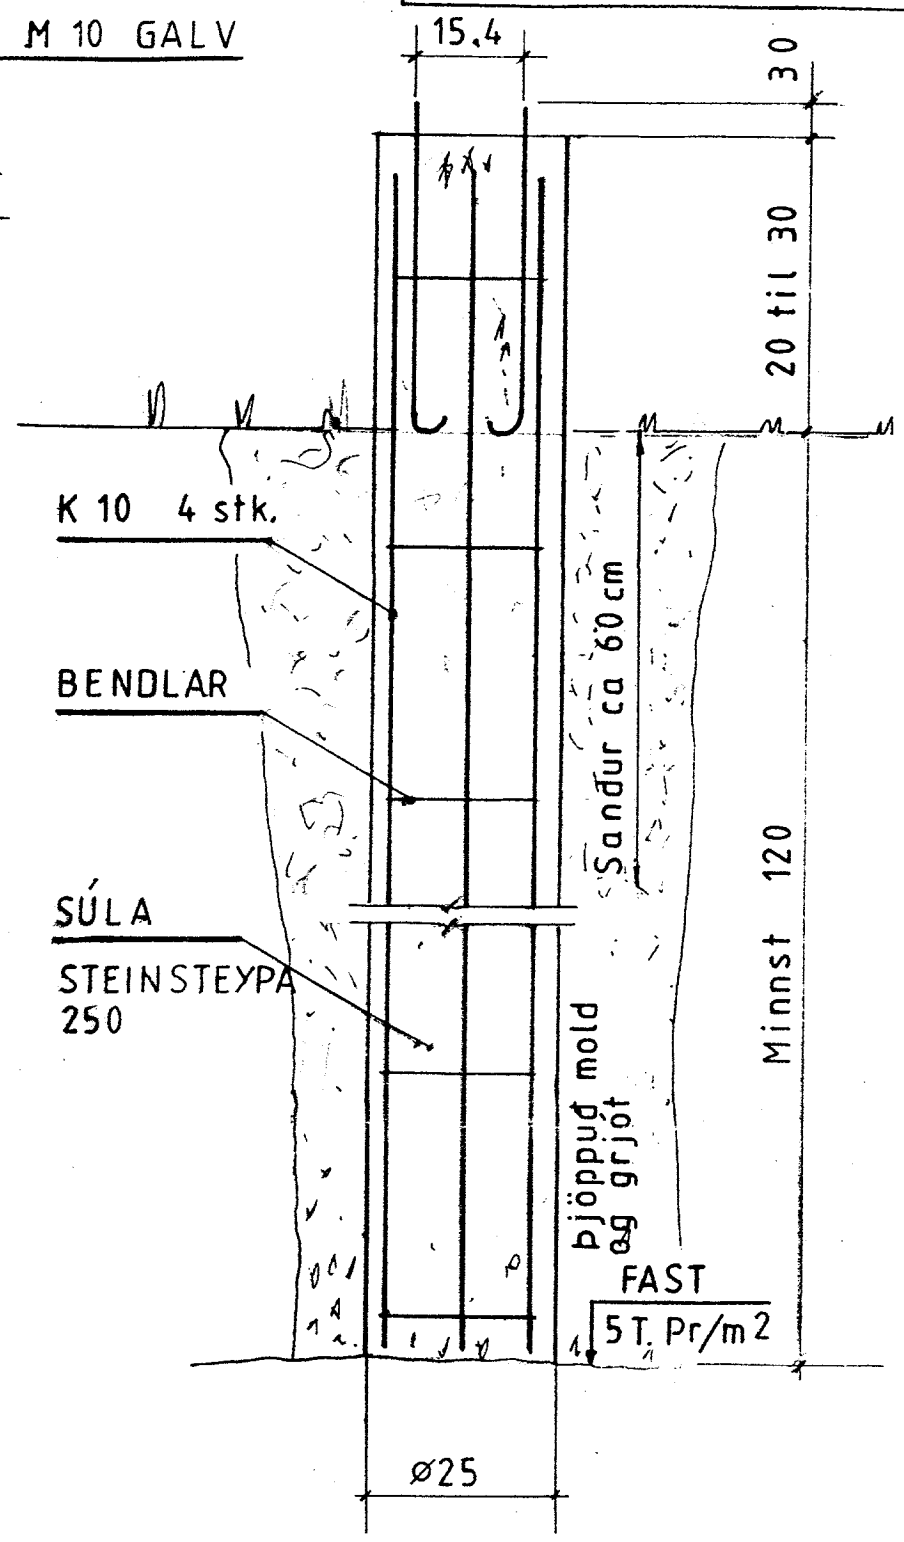 M 10 GALV
15.4
30
20 til 30
K 10 4 stk.
BENDLAR
Sandur ca 60 cm
SÚLA
STEINSTEYPA
250
Minnst 120
þjöppuð mold
og grjót
FAST
5 T. Pr/m2
ø25